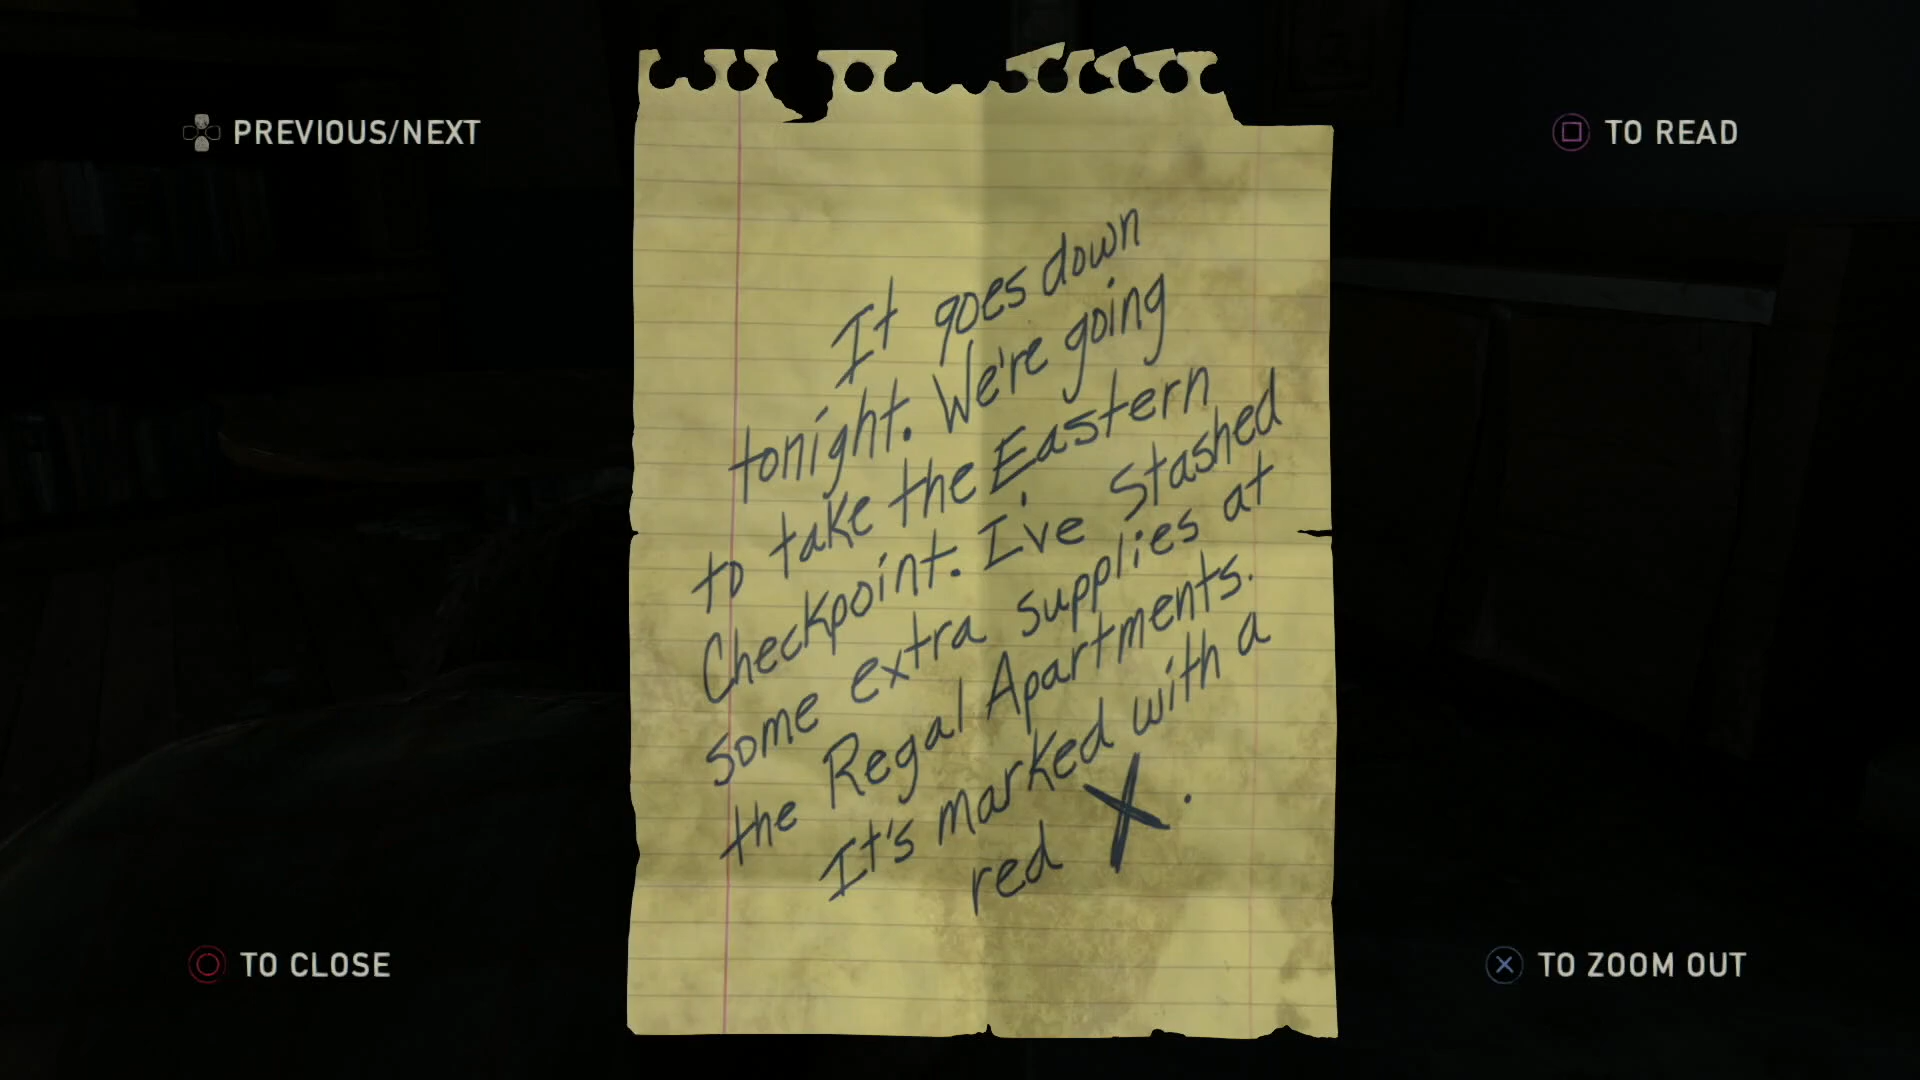 PREVIOUS/NEXT
TO READ
It goes down
tonight. We're going
to take the Eastern
Checkpoint. I've Stashed
some extra supplies at
the Regal Apartments.
It's marked with a
red X.
TO CLOSE
TO ZOOM OUT